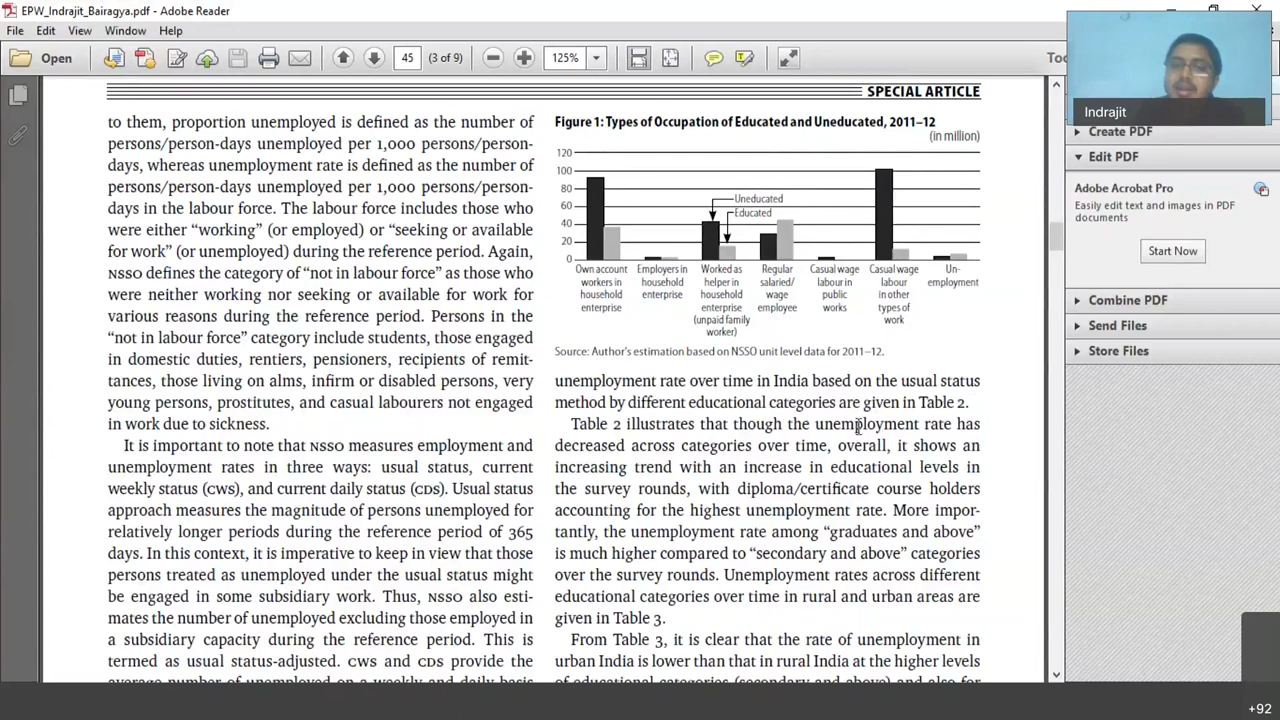 EPW_Indrajit_Bairagya.pdf - Adobe Reader
File Edit View Window Help
Open
45
(3 of 9)
125%
Indrajit
SPECIAL ARTICLE
to them, proportion unemployed is defined as the number of
persons/person-days unemployed per 1,000 persons/person-
days, whereas unemployment rate is defined as the number of
persons/person-days unemployed per 1,000 persons/person-
days in the labour force. The labour force includes those who
were either “working” (or employed) or “seeking or available
for work” (or unemployed) during the reference period. Again,
NSSO defines the category of “not in labour force” as those who
were neither working nor seeking or available for work for
various reasons during the reference period. Persons in the
“not in labour force” category include students, those engaged
in domestic duties, rentiers, pensioners, recipients of remit-
tances, those living on alms, infirm or disabled persons, very
young persons, prostitutes, and casual labourers not engaged
in work due to sickness.
It is important to note that NSSO measures employment and
unemployment rates in three ways: usual status, current
weekly status (CWS), and current daily status (CDS). Usual status
approach measures the magnitude of persons unemployed for
relatively longer periods during the reference period of 365
days. In this context, it is imperative to keep in view that those
persons treated as unemployed under the usual status might
be engaged in some subsidiary work. Thus, NSSO also esti-
mates the number of unemployed excluding those employed in
a subsidiary capacity during the reference period. This is
termed as usual status-adjusted. CWS and CDS provide the
average number of unemployed on a weekly and daily basis
Figure 1: Types of Occupation of Educated and Uneducated, 2011–12
(in million)
120
100
80
60
40
20
0
Uneducated
Educated
Own account
workers in
household
enterprise
Employers in
household
enterprise
Worked as
helper in
household
enterprise
(unpaid family
worker)
Regular
salaried/
wage
employee
Casual wage
labour in
public
works
Casual wage
labour
in other
types of
work
Un-
employment
Source: Author’s estimation based on NSSO unit level data for 2011–12.
unemployment rate over time in India based on the usual status
method by different educational categories are given in Table 2.
Table 2 illustrates that though the unemployment rate has
decreased across categories over time, overall, it shows an
increasing trend with an increase in educational levels in
the survey rounds, with diploma/certificate course holders
accounting for the highest unemployment rate. More impor-
tantly, the unemployment rate among “graduates and above”
is much higher compared to “secondary and above” categories
over the survey rounds. Unemployment rates across different
educational categories over time in rural and urban areas are
given in Table 3.
From Table 3, it is clear that the rate of unemployment in
urban India is lower than that in rural India at the higher levels
of educational categories (secondary and above) and also for
Create PDF
Edit PDF
Adobe Acrobat Pro
Easily edit text and images in PDF
documents
Start Now
Combine PDF
Send Files
Store Files
+92